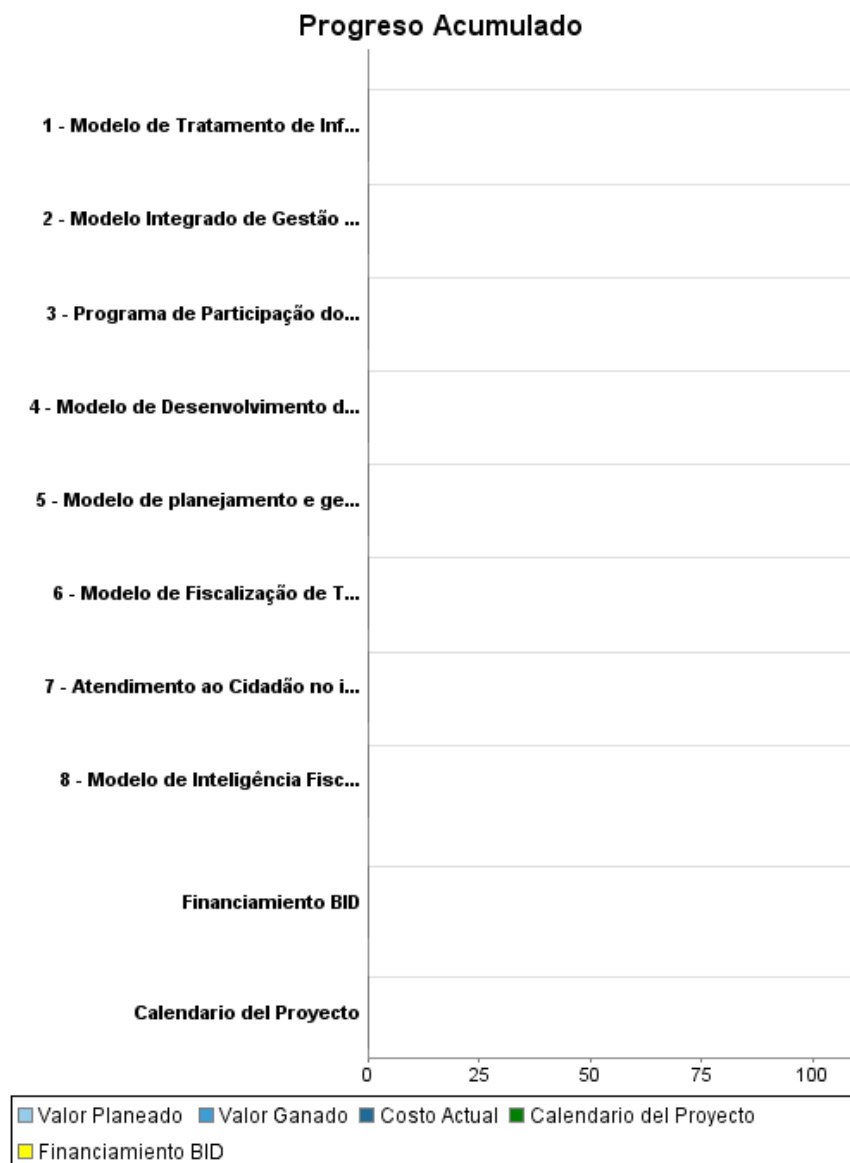 Progreso Acumulado
1 - Modelo de Tratamento de Inf...
2 - Modelo Integrado de Gestão ...
3 - Programa de Participação do...
4 - Modelo de Desenvolvimento d...
5 - Modelo de planejamento e ge...
6 - Modelo de Fiscalização de T...
7 - Atendimento ao Cidadão no i...
8 - Modelo de Inteligência Fisc...
Financiamiento BID
Calendario del Proyecto
0 25 50 75 100
Valor Planeado Valor Ganado Costo Actual Calendario del Proyecto
Financiamiento BID